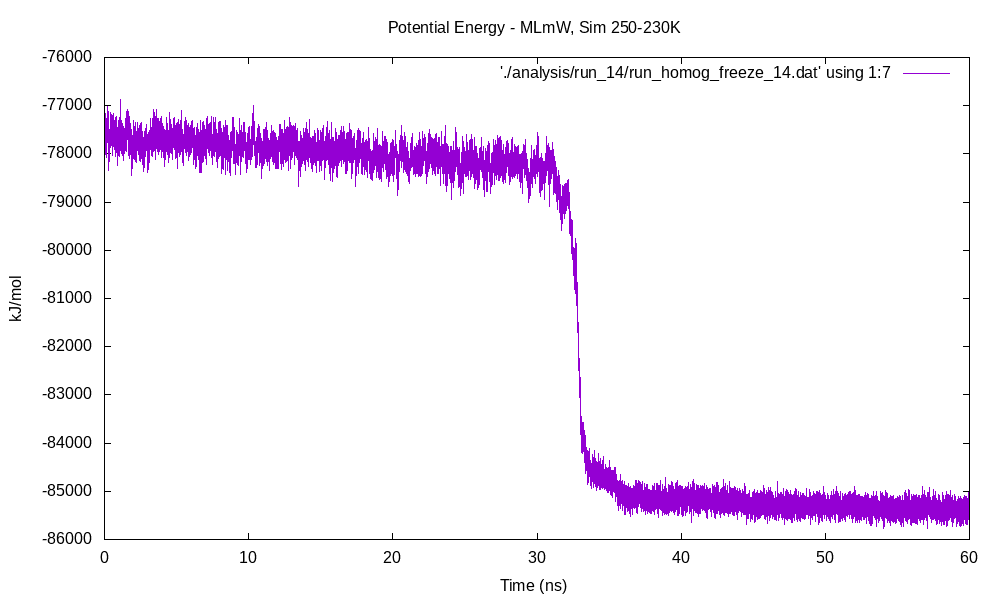 Potential Energy - MLmW, Sim 250-230K
'./analysis/run_14/run_homog_freeze_14.dat' using 1:7
-76000
-77000
-78000
-79000
-80000
-81000
-82000
-83000
-84000
-85000
-86000
kJ/mol
0 10 20 30 40 50 60
Time (ns)